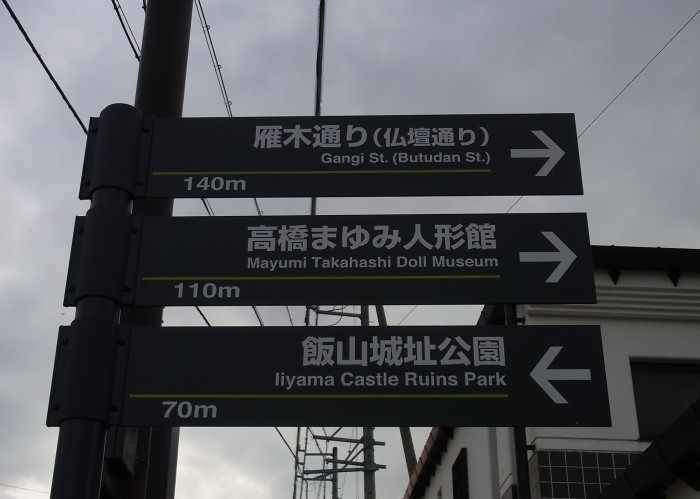 雁木通り(仏壇通り)
Gangi St. (Butudan St.)
140m
高橋まゆみ人形館
Mayumi Takahashi Doll Museum
110m
飯山城址公園
Iiyama Castle Ruins Park
70m